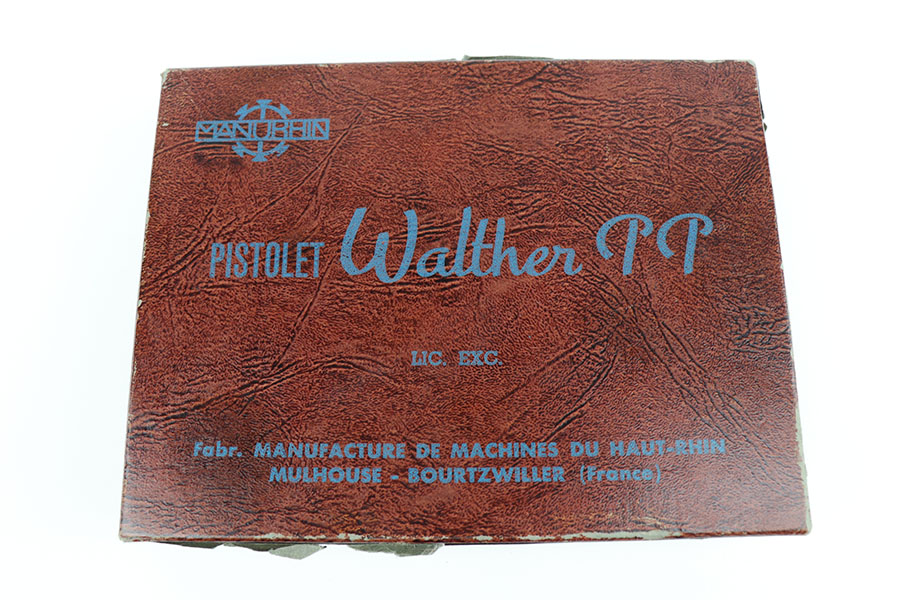 MANURHIN
PISTOLET Walther PP
LIC. EXC.
Fabr. MANUFACTURE DE MACHINES DU HAUT-RHIN
MULHOUSE - BOURTZWILLER (France)